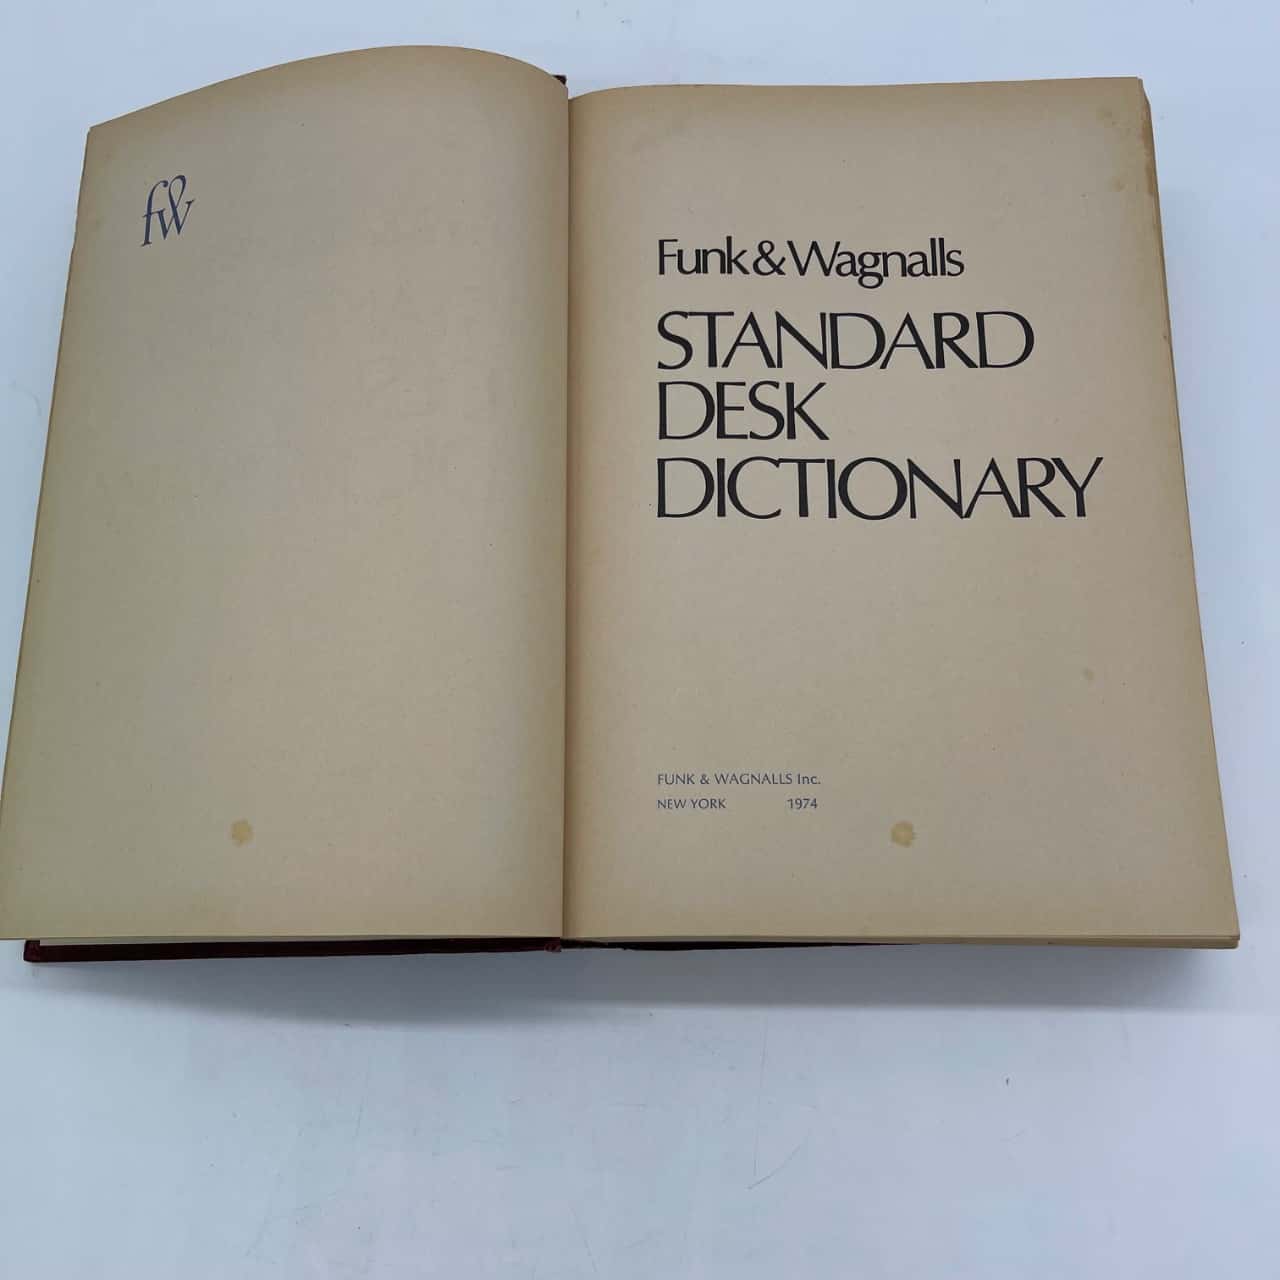 fw
Funk & Wagnalls
STANDARD
DESK
DICTIONARY
FUNK & WAGNALLS Inc.
NEW YORK 1974